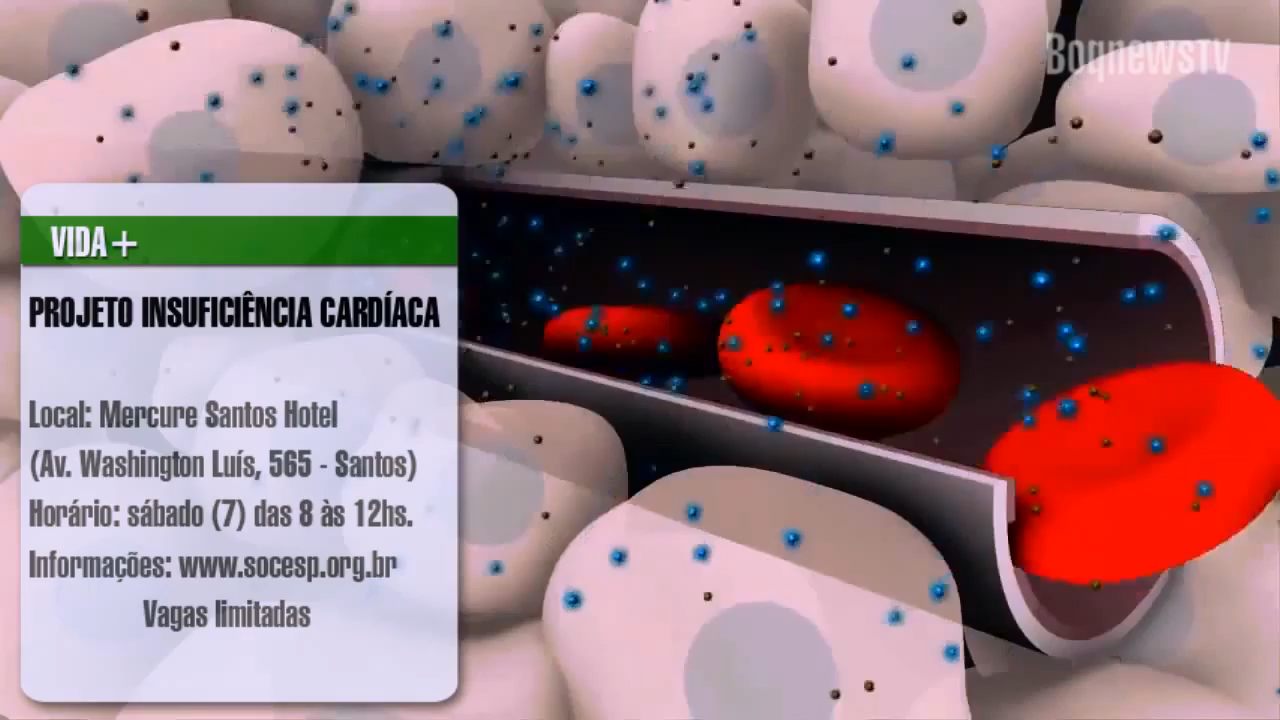 BoqnewsTV
VIDA+
PROJETO INSUFICIÊNCIA CARDÍACA
Local: Mercure Santos Hotel
(Av. Washington Luís, 565 - Santos)
Horário: sábado (7) das 8 às 12hs.
Informações: www.socesp.org.br
Vagas limitadas